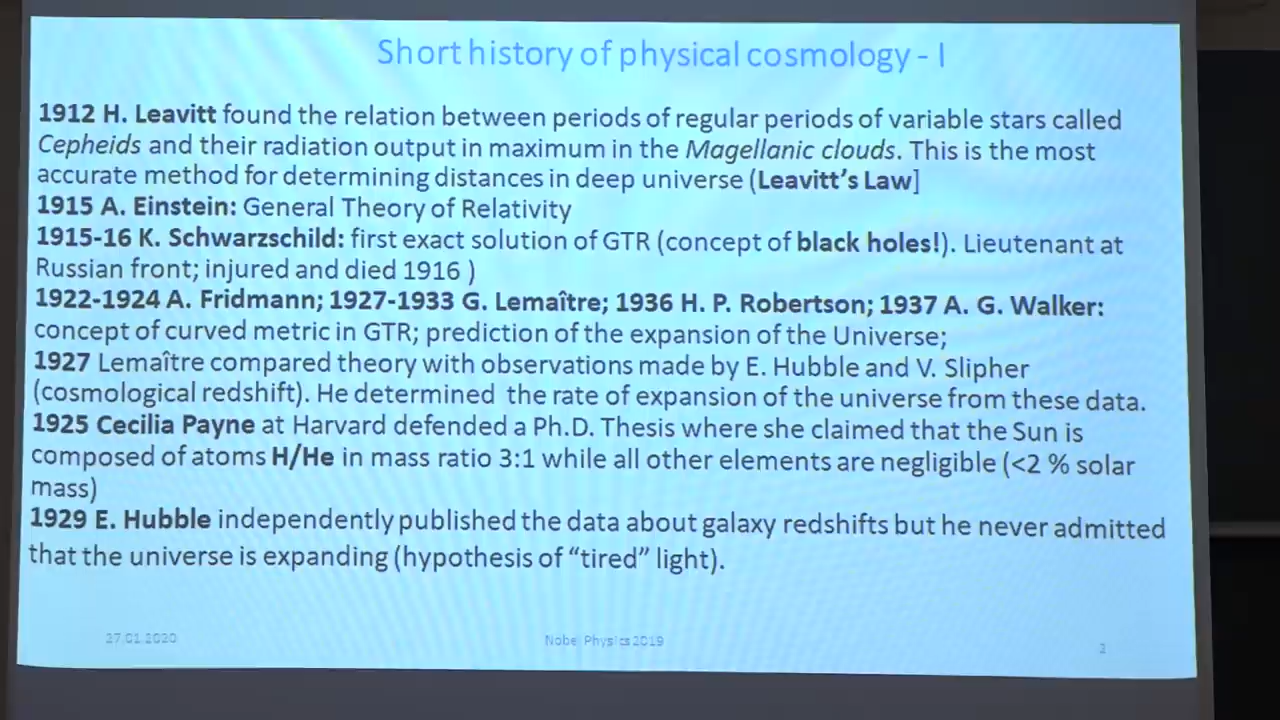 Short history of physical cosmology - I
1912 H. Leavitt found the relation between periods of regular periods of variable stars called
Cepheids and their radiation output in maximum in the Magellanic clouds. This is the most
accurate method for determining distances in deep universe (Leavitt's Law]
1915 A. Einstein: General Theory of Relativity
1915-16 K. Schwarzschild: first exact solution of GTR (concept of black holes!). Lieutenant at
Russian front; injured and died 1916 )
1922-1924 A. Fridmann; 1927-1933 G. Lemaître; 1936 H. P. Robertson; 1937 A. G. Walker:
concept of curved metric in GTR; prediction of the expansion of the Universe;
1927 Lemaître compared theory with observations made by E. Hubble and V. Slipher
(cosmological redshift). He determined the rate of expansion of the universe from these data.
1925 Cecilia Payne at Harvard defended a Ph.D. Thesis where she claimed that the Sun is
composed of atoms H/He in mass ratio 3:1 while all other elements are negligible (<2 % solar
mass)
1929 E. Hubble independently published the data about galaxy redshifts but he never admitted
that the universe is expanding (hypothesis of “tired” light).
27.01.2020 Nobel Physics 2019